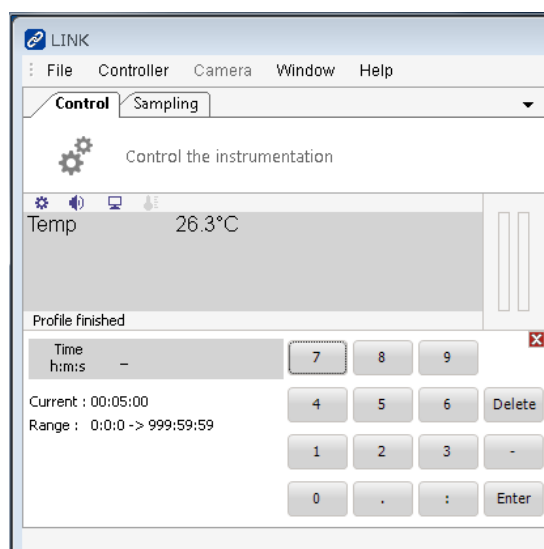 LINK
File Controller Camera Window Help
Control Sampling
Control the instrumentation
Temp 26.3°C
Profile finished
Time
h:m:s –
7 8 9
Current : 00:05:00
4 5 6 Delete
Range : 0:0:0 -> 999:59:59
1 2 3 -
0 . : Enter